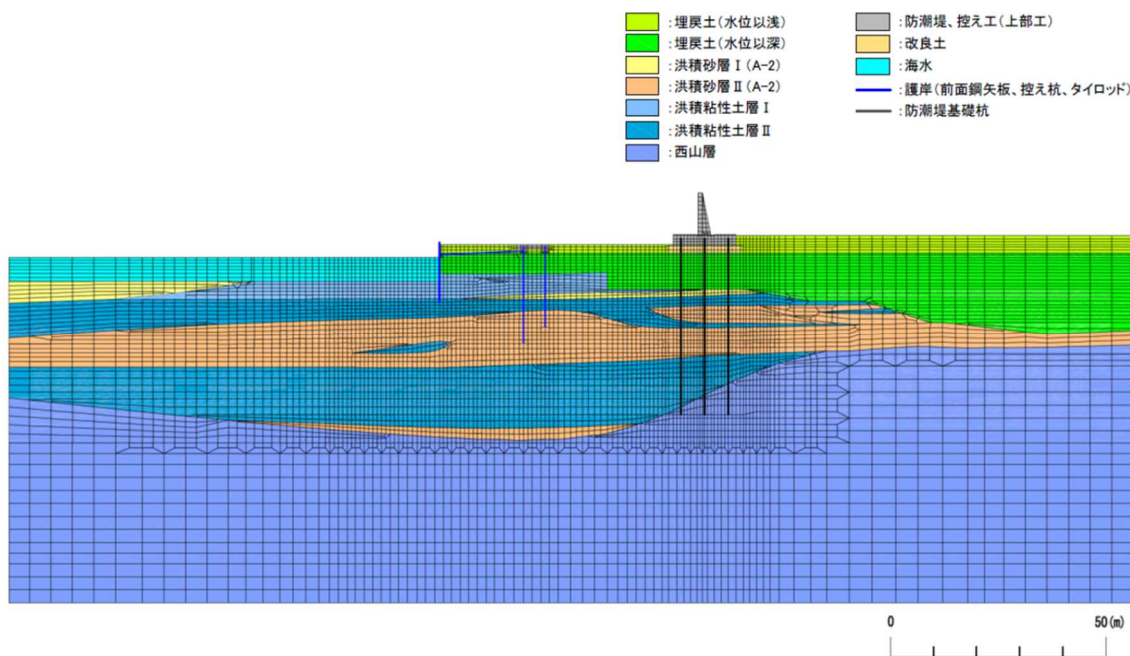 :埋戻土(水位以浅)
:埋戻土(水位以深)
:洪積砂層Ⅰ(A-2)
:洪積砂層Ⅱ(A-2)
:洪積粘性土層Ⅰ
:洪積粘性土層Ⅱ
:西山層
:防潮堤、控え工(上部工)
:改良土
:海水
:護岸(前面鋼矢板、控え杭、タイロッド)
:防潮堤基礎杭
0 50(m)